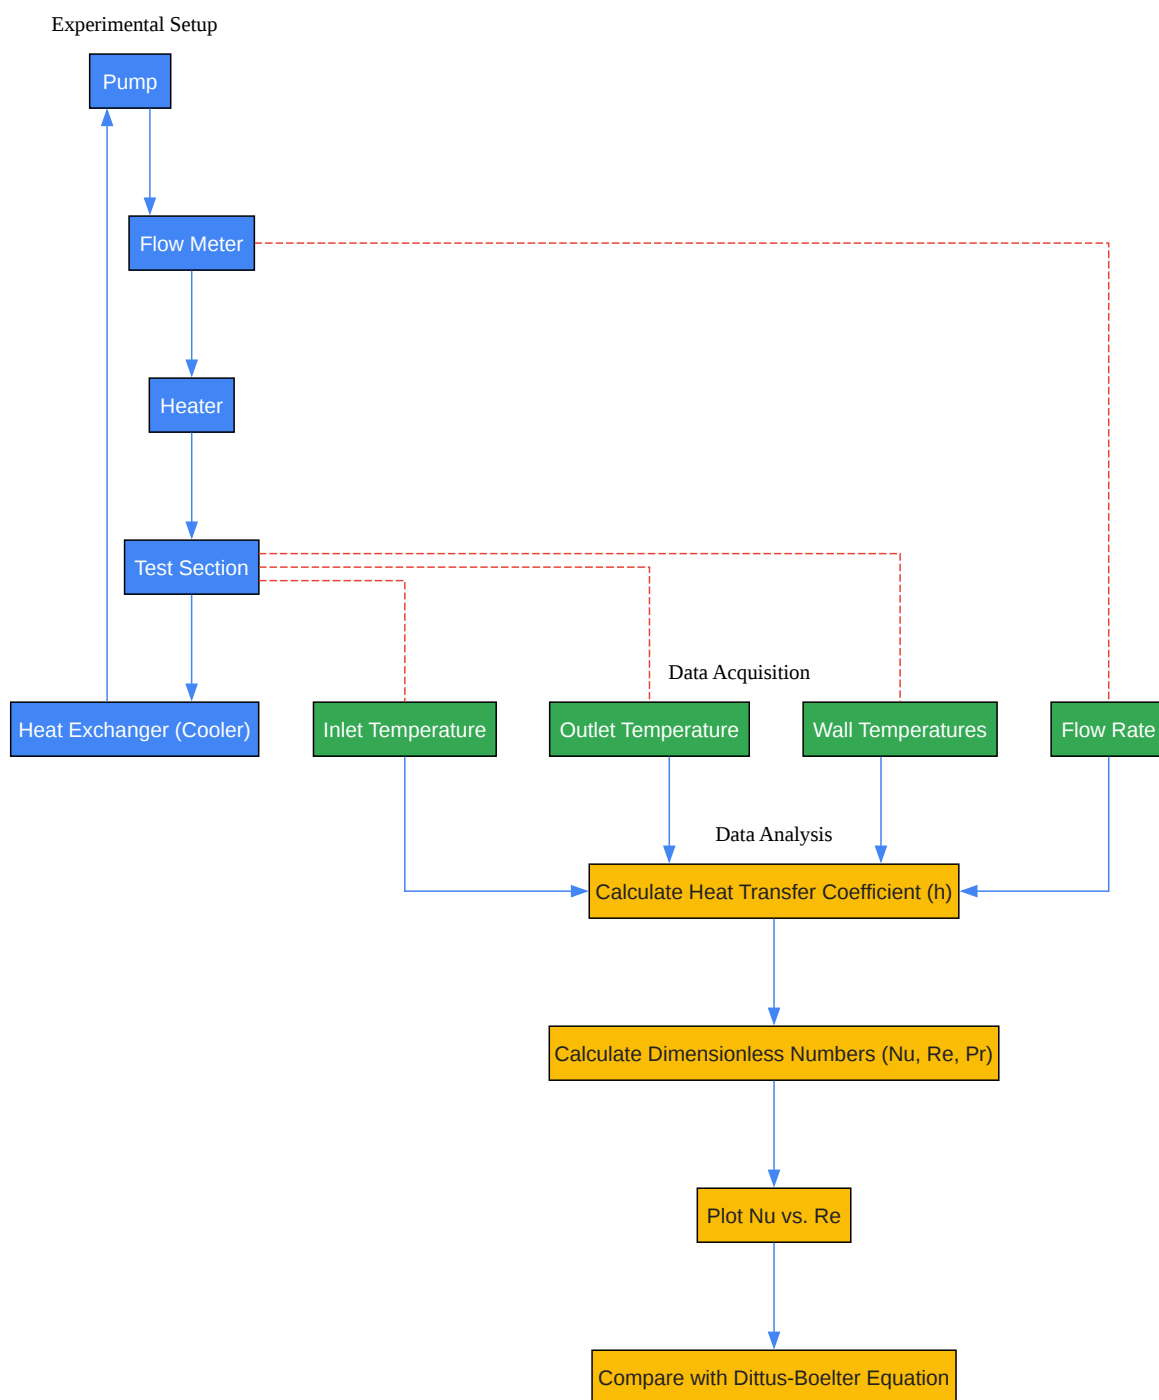 Experimental Setup
Pump
Flow Meter
Heater
Test Section
Data Acquisition
Heat Exchanger (Cooler)
Inlet Temperature
Outlet Temperature
Wall Temperatures
Flow Rate
Data Analysis
Calculate Heat Transfer Coefficient (h)
Calculate Dimensionless Numbers (Nu, Re, Pr)
Plot Nu vs. Re
Compare with Dittus-Boelter Equation